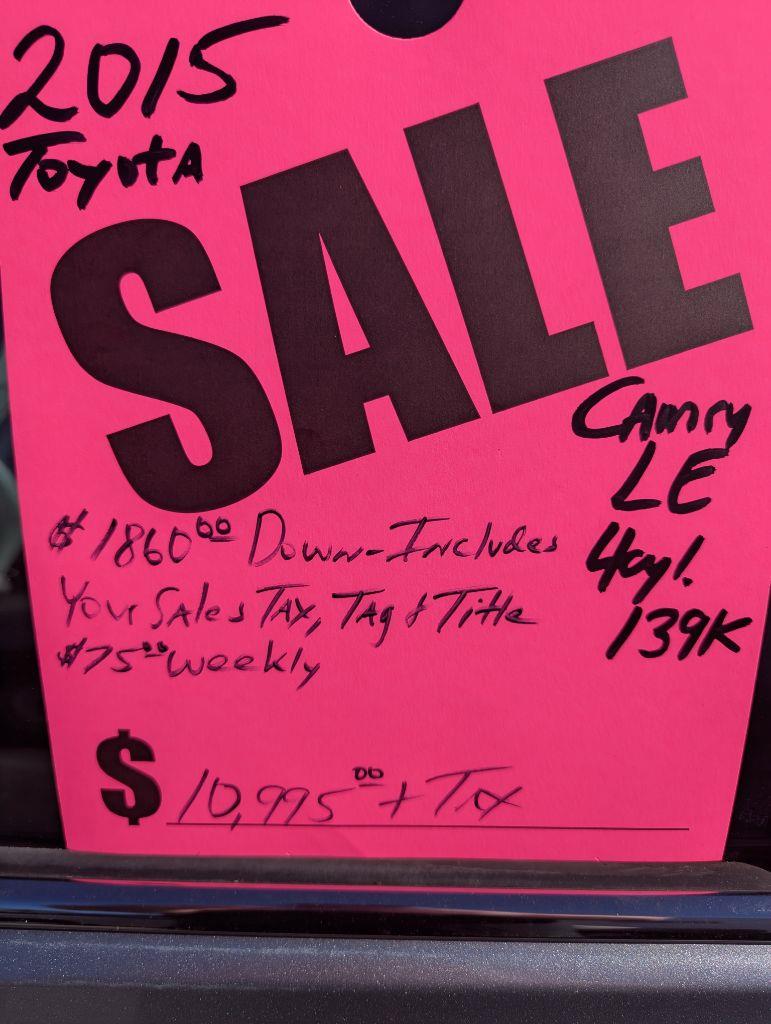 2015
Toyota
SALE
Camry
LE
4cyl.
139K
$1860.00 Down-Includes
Your Sales Tax, Tag & Title
$75.00 weekly
$ 10,995.00 + Tax